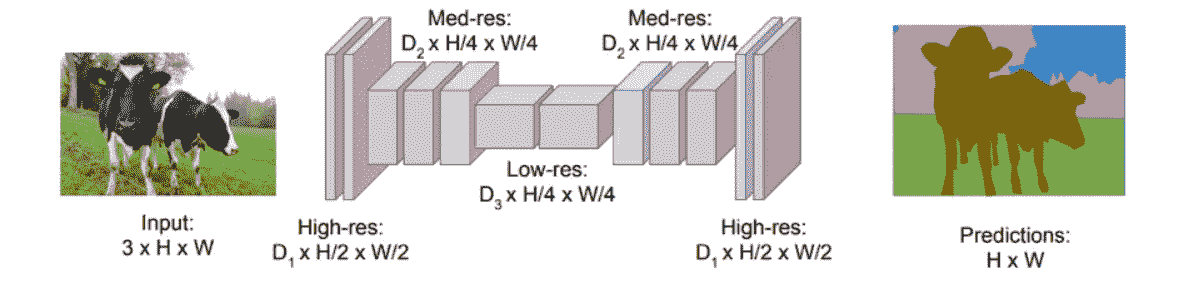 Med-res:
D₂ x H/4 x W/4
Med-res:
D₂ x H/4 x W/4
Low-res:
D₃ x H/4 x W/4
Input:
3 x H x W
High-res:
D₁ x H/2 x W/2
High-res:
D₁ x H/2 x W/2
Predictions:
H x W